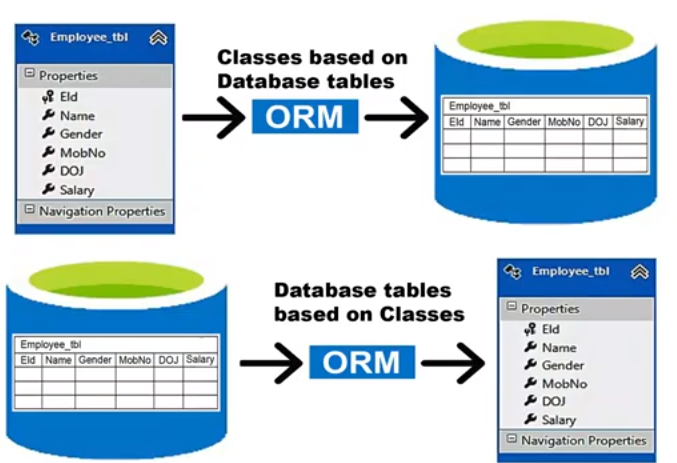 Employee_tbl
Properties
EId
Name
Gender
MobNo
DOJ
Salary
Navigation Properties
Classes based on
Database tables
ORM
Employee_tbl
EId Name Gender MobNo DOJ Salary
Employee_tbl
EId Name Gender MobNo DOJ Salary
Database tables
based on Classes
ORM
Employee_tbl
Properties
EId
Name
Gender
MobNo
DOJ
Salary
Navigation Properties